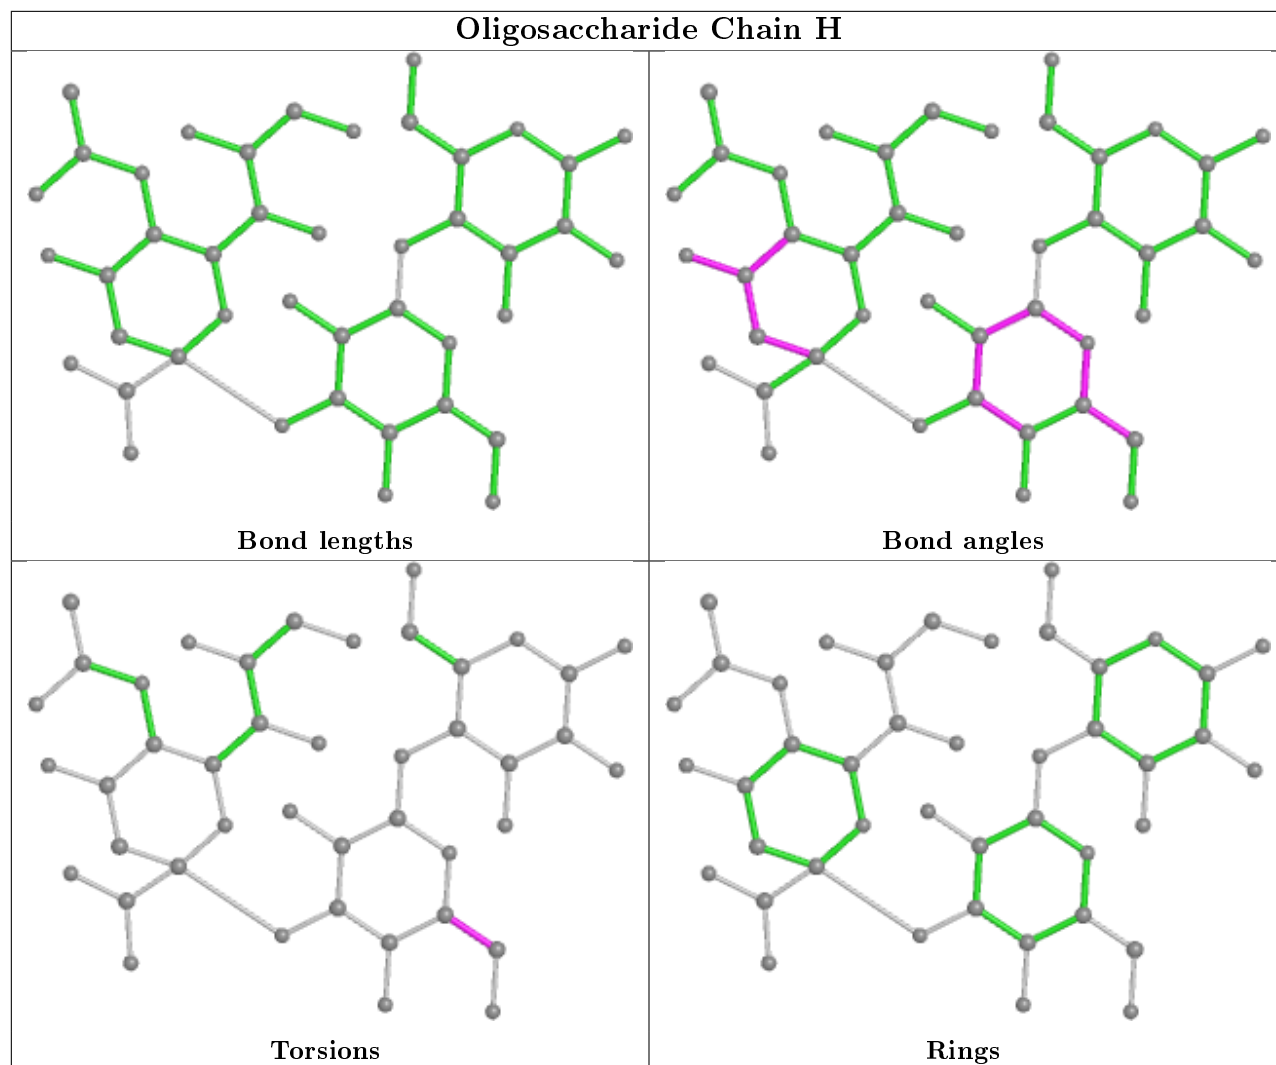 Oligosaccharide Chain H
Bond lengths
Bond angles
Torsions
Rings